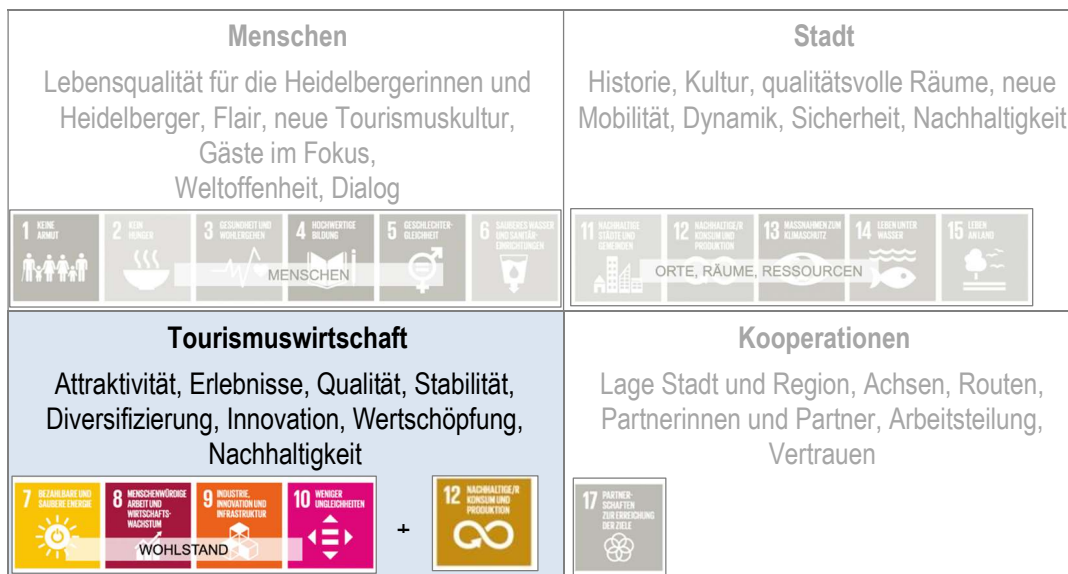 Menschen
Lebensqualität für die Heidelbergerinnen und
Heidelberger, Flair, neue Tourismuskultur,
Gäste im Fokus,
Weltoffenheit, Dialog
1 KEINE
ARMUT
2 KEIN
HUNGER
3 GESUNDHEIT UND
WOHLERGEHEN
4 HOCHWERTIGE
BILDUNG
5 GESCHLECHTER-
GLEICHHEIT
6 SAUBERES WASSER
UND SANITÄR-
EINRICHTUNGEN
MENSCHEN
Stadt
Historie, Kultur, qualitätsvolle Räume, neue
Mobilität, Dynamik, Sicherheit, Nachhaltigkeit
11 NACHHALTIGE
STÄDTE UND
GEMEINDEN
12 NACHHALTIGE/R
KONSUM UND
PRODUKTION
13 MASSNAHMEN ZUM
KLIMASCHUTZ
14 LEBEN UNTER
WASSER
15 LEBEN
AN LAND
ORTE, RÄUME, RESSOURCEN
Tourismuswirtschaft
Attraktivität, Erlebnisse, Qualität, Stabilität,
Diversifizierung, Innovation, Wertschöpfung,
Nachhaltigkeit
7 BEZAHLBARE UND
SAUBERE ENERGIE
8 MENSCHENWÜRDIGE
ARBEIT UND
WIRTSCHAFTS-
WACHSTUM
9 INDUSTRIE,
INNOVATION UND
INFRASTRUKTUR
10 WENIGER
UNGLEICHHEITEN
WOHLSTAND
+
12 NACHHALTIGE/R
KONSUM UND
PRODUKTION
Kooperationen
Lage Stadt und Region, Achsen, Routen,
Partnerinnen und Partner, Arbeitsteilung,
Vertrauen
17 PARTNER-
SCHAFTEN
ZUR ERREICHUNG
DER ZIELE